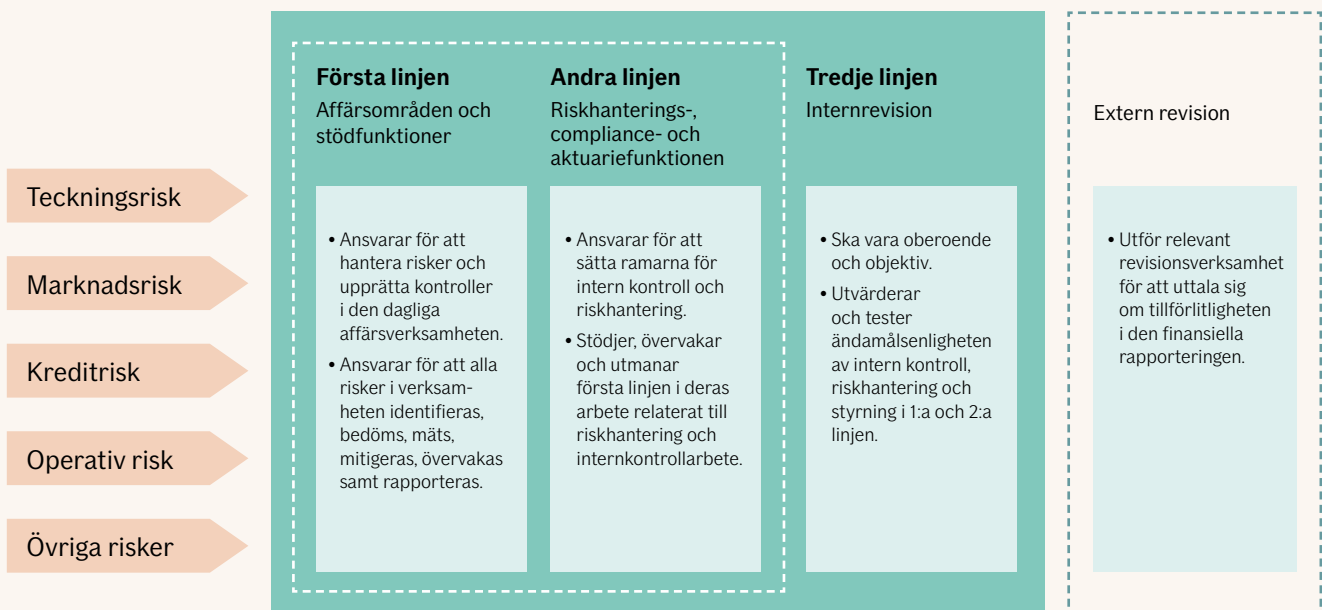 Teckningsrisk
Marknadsrisk
Kreditrisk
Operativ risk
Övriga risker
Första linjen
Affärsområden och
stödfunktioner
• Ansvarar för att
hantera risker och
upprätta kontroller
i den dagliga
affärsverksamheten.
• Ansvarar för att alla
risker i verksam-
heten identifieras,
bedöms, mäts,
mitigeras, övervakas
samt rapporteras.
Andra linjen
Riskhanterings-,
compliance- och
aktuariefunktionen
• Ansvarar för att
sätta ramarna för
intern kontroll och
riskhantering.
• Stödjer, övervakar
och utmanar
första linjen i deras
arbete relaterat till
riskhantering och
internkontrollarbete.
Tredje linjen
Internrevision
• Ska vara oberoende
och objektiv.
• Utvärderar
och tester
ändamålsenligheten
av intern kontroll,
riskhantering och
styrning i 1:a och 2:a
linjen.
Extern revision
• Utför relevant
revisionsverksamhet
för att uttala sig
om tillförlitligheten
i den finansiella
rapporteringen.